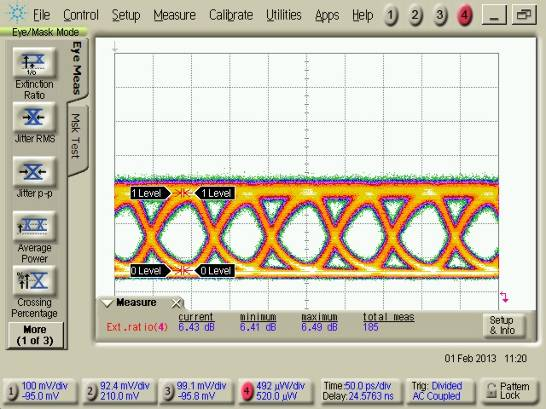 File Control Setup Measure Calibrate Utilities Apps Help 1 2 3 4
Eye/Mask Mode
Eye Meas
Mask Test
1/0
Extinction
Ratio
Jitter RMS
Jitter p-p
Average
Power
Crossing
Percentage
More
(1 of 3)
1 Level 1 Level
0 Level 0 Level
Measure
current minimum maximum total meas
Ext.ratio(4) 6.43 dB 6.41 dB 6.49 dB 185
Setup
& Info
01 Feb 2013 11:20
1 100 mV/div
-95.0 mV
2 92.4 mV/div
210.0 mV
3 99.1 mV/div
-95.8 mV
4 492 µW/div
520.0 µW
Time:50.0 ps/div
Delay:24.5763 ns
Trig: Divided
AC Coupled
Pattern
Lock